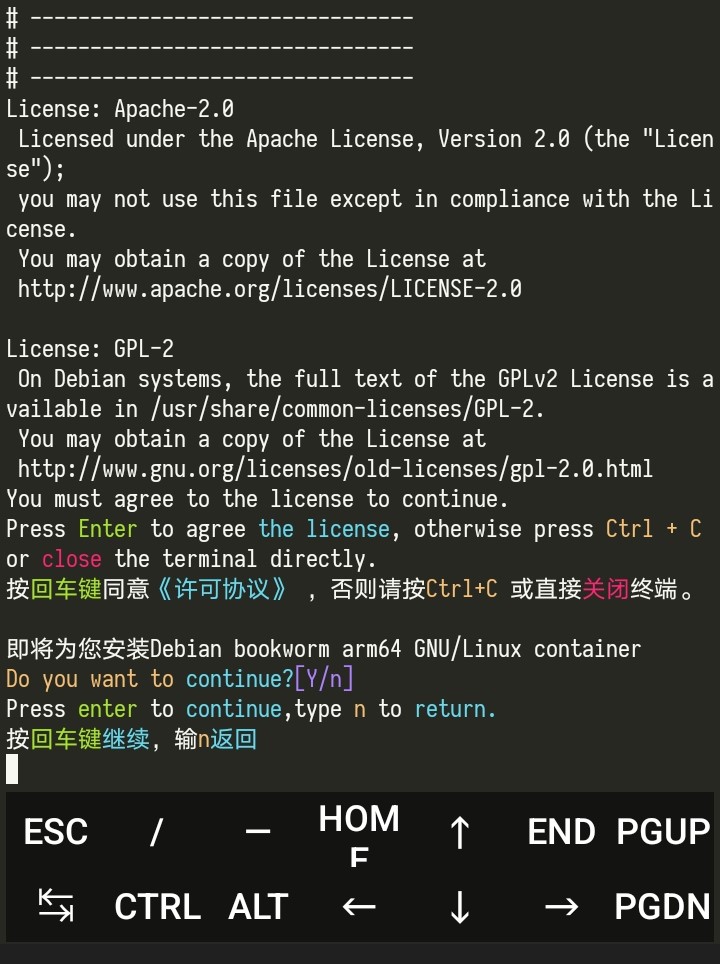 # --------------------------------
# --------------------------------
# --------------------------------
License: Apache-2.0
Licensed under the Apache License, Version 2.0 (the "Licen
se");
you may not use this file except in compliance with the Li
cense.
You may obtain a copy of the License at
http://www.apache.org/licenses/LICENSE-2.0
License: GPL-2
On Debian systems, the full text of the GPLv2 License is a
vailable in /usr/share/common-licenses/GPL-2.
You may obtain a copy of the License at
http://www.gnu.org/licenses/old-licenses/gpl-2.0.html
You must agree to the license to continue.
Press Enter to agree the license, otherwise press Ctrl + C
or close the terminal directly.
按回车键同意《许可协议》 ，否则请按Ctrl+C 或直接关闭终端。
即将为您安装Debian bookworm arm64 GNU/Linux container
Do you want to continue?[Y/n]
Press enter to continue,type n to return.
按回车键继续，输n返回
ESC / — HOM
E ↑ END PGUP
↹ CTRL ALT ← ↓ → PGDN